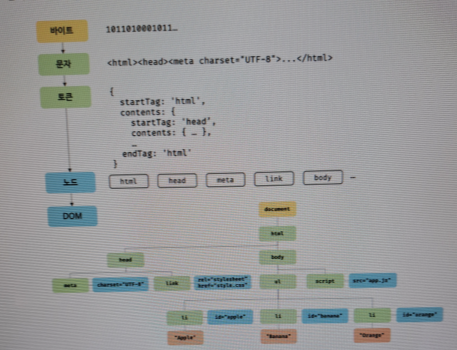 바이트 1011010001011…
문자 <html><head><meta charset="UTF-8">...</html>
토큰 {
startTag: 'html',
contents: {
startTag: 'head',
contents: { … },
…
endTag: 'html'
}
노드 html head meta link body …
DOM
document
html
head body
meta charset="UTF-8" link rel="stylesheet" ul script src="app.js"
href="style.css"
li id="apple" li id="banana" li id="orange"
"Apple" "Banana" "Orange"